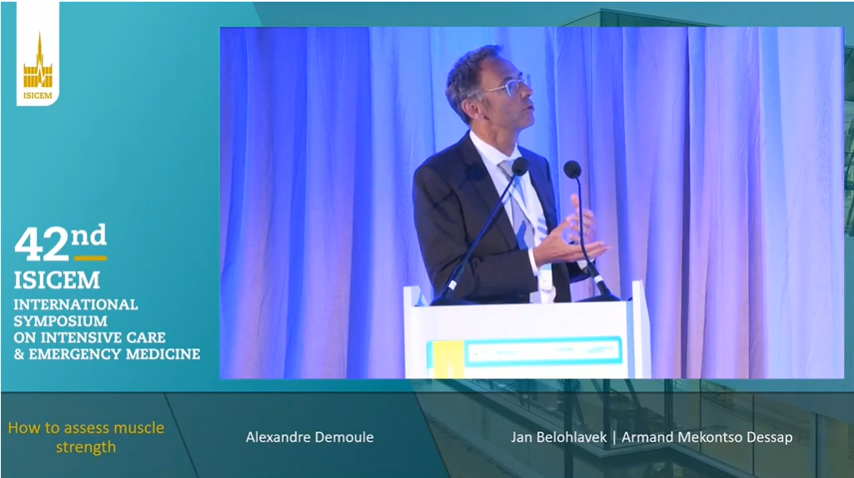 ISICEM
42nd
ISICEM
INTERNATIONAL
SYMPOSIUM
ON INTENSIVE CARE
& EMERGENCY MEDICINE
How to assess muscle
strength
Alexandre Demoule
Jan Belohlavek | Armand Mekontso Dessap